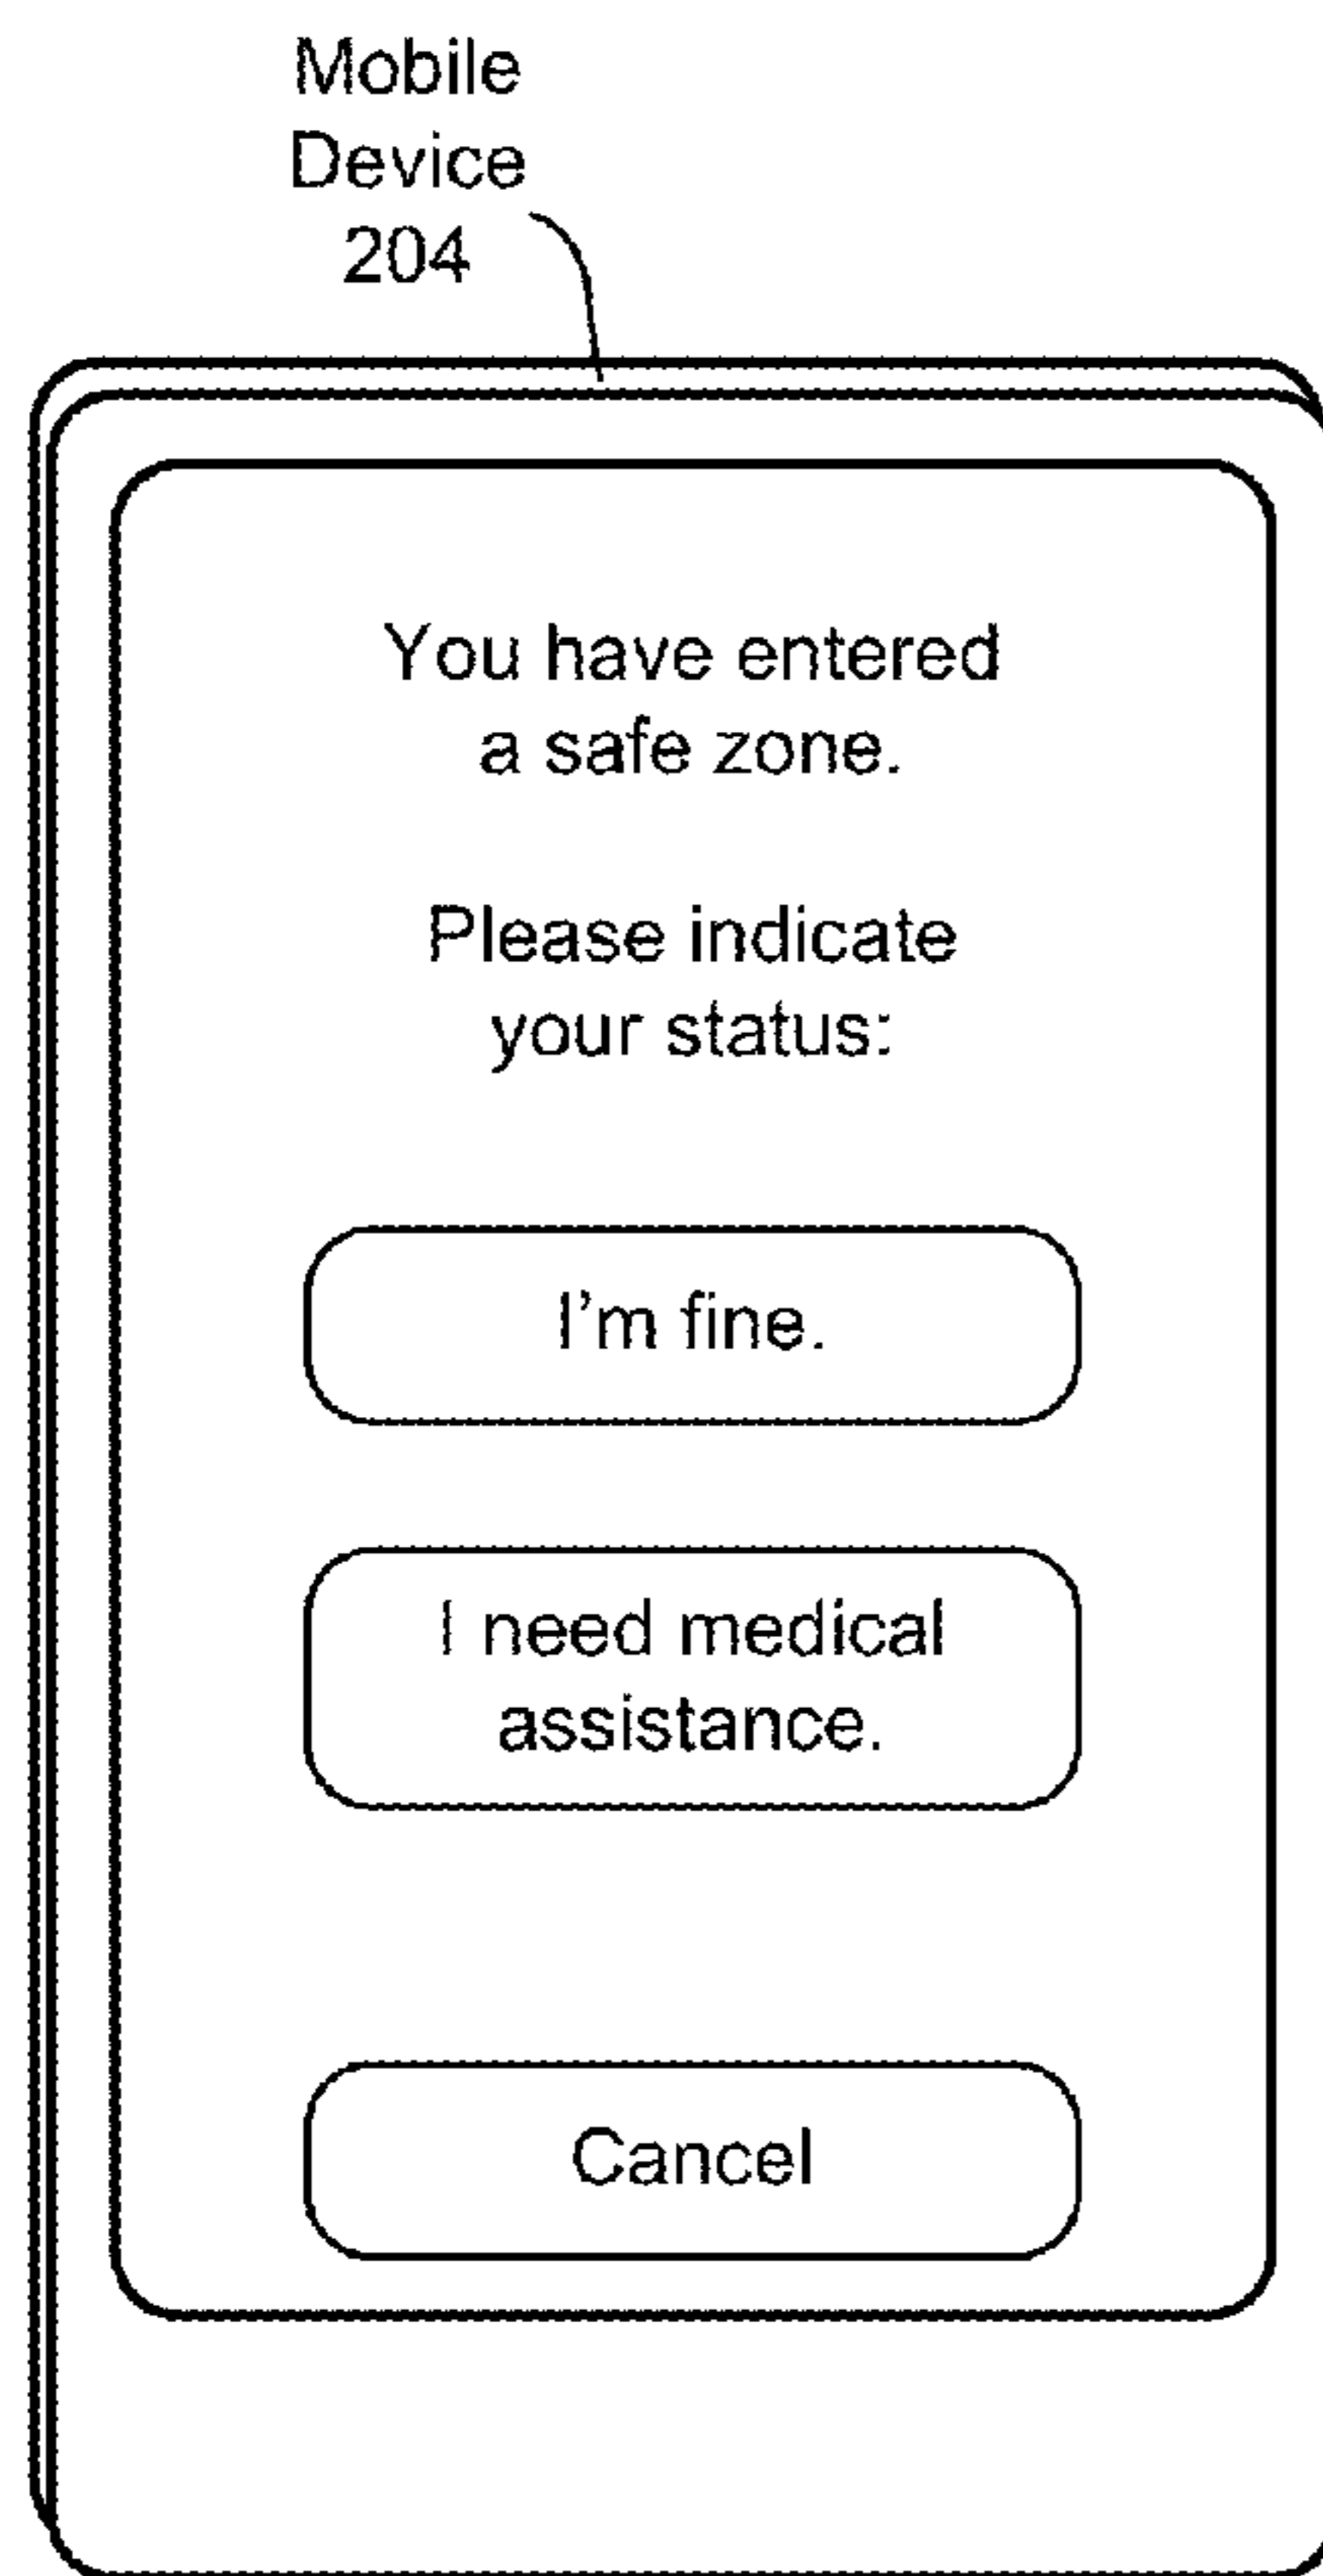 Mobile
Device
204
You have entered
a safe zone.
Please indicate
your status:
I'm fine.
I need medical
assistance.
Cancel